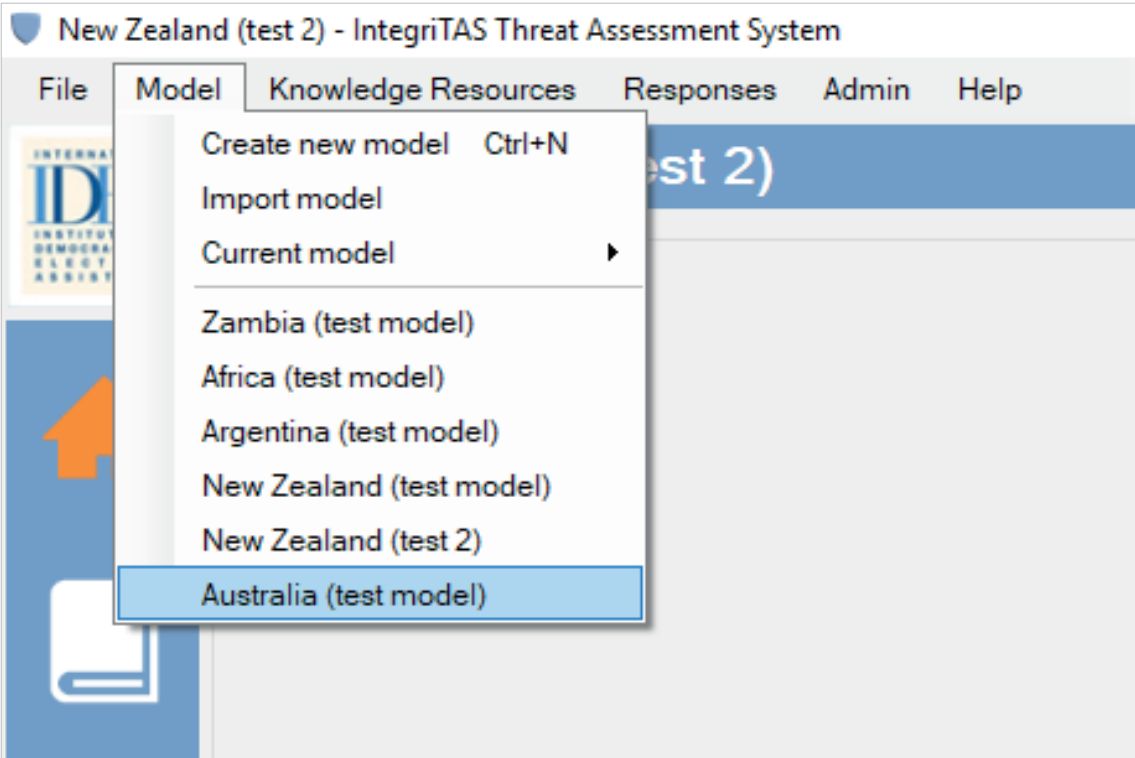 New Zealand (test 2) - IntegriTAS Threat Assessment System
File Model Knowledge Resources Responses Admin Help
Create new model Ctrl+N
Import model
Current model
Zambia (test model)
Africa (test model)
Argentina (test model)
New Zealand (test model)
New Zealand (test 2)
Australia (test model)
2)